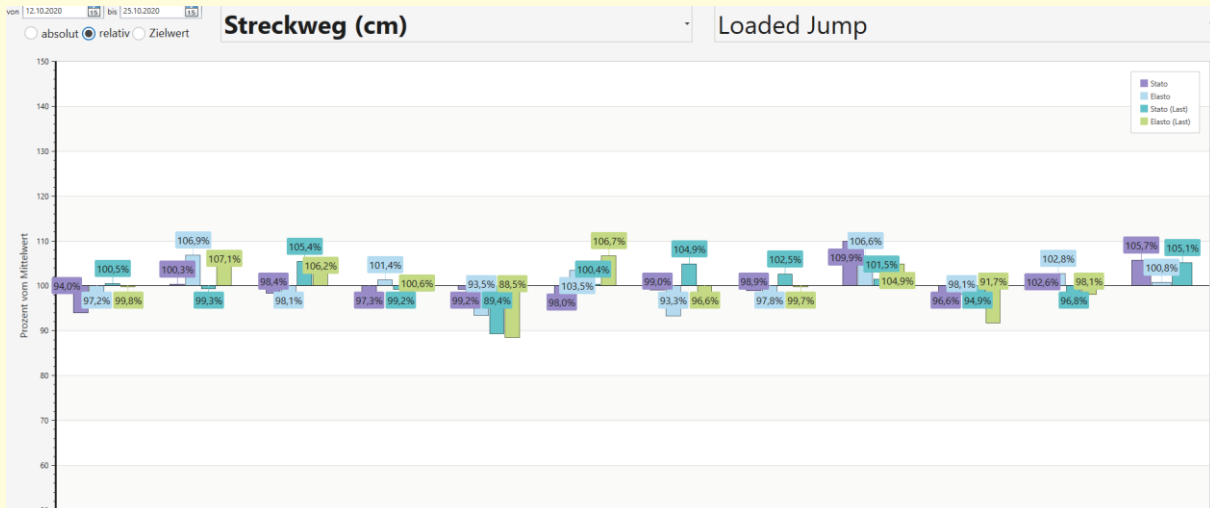 von 12.10.2020 15 bis 25.10.2020 15
absolut relativ Zielwert
Streckweg (cm)
Loaded Jump
Prozent vom Mittelwert
150
140
130
120
110
100
90
80
70
60
Stato
Elasto
Stato (Last)
Elasto (Last)
94,0% 97,2% 100,5% 99,8%
100,3% 106,9% 99,3% 107,1%
98,4% 98,1% 105,4% 106,2%
97,3% 101,4% 99,2% 100,6%
99,2% 93,5% 89,4% 88,5%
98,0% 103,5% 100,4% 106,7%
99,0% 93,3% 104,9% 96,6%
98,9% 97,8% 102,5% 99,7%
109,9% 106,6% 101,5% 104,9%
96,6% 98,1% 94,9% 91,7%
102,6% 102,8% 96,8% 98,1%
105,7% 100,8% 105,1%